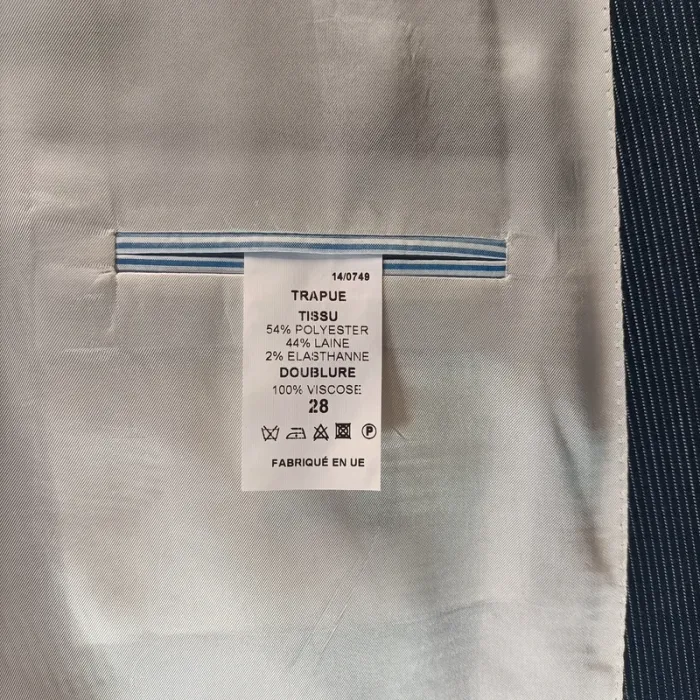 14/0749
TRAPUE
TISSU
54% POLYESTER
44% LAINE
2% ELASTHANNE
DOUBLURE
100% VISCOSE
28
P
FABRIQUÉ EN UE